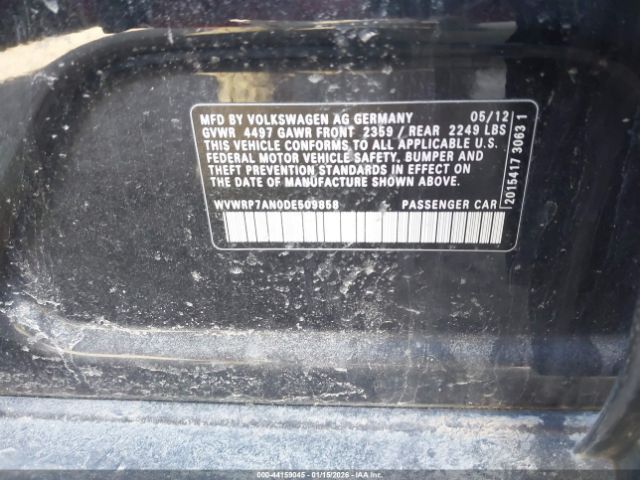 MFD BY VOLKSWAGEN AG GERMANY 05/12
GVWR 4497 GAWR FRONT 2359 / REAR 2249 LBS
THIS VEHICLE CONFORMS TO ALL APPLICABLE U.S.
FEDERAL MOTOR VEHICLE SAFETY, BUMPER AND
THEFT PREVENTION STANDARDS IN EFFECT ON
THE DATE OF MANUFACTURE SHOWN ABOVE.
WVWRP7AN0DE509858 PASSENGER CAR
2015417 3063 1
000-44159045 - 01/15/2026 - IAAI.COM